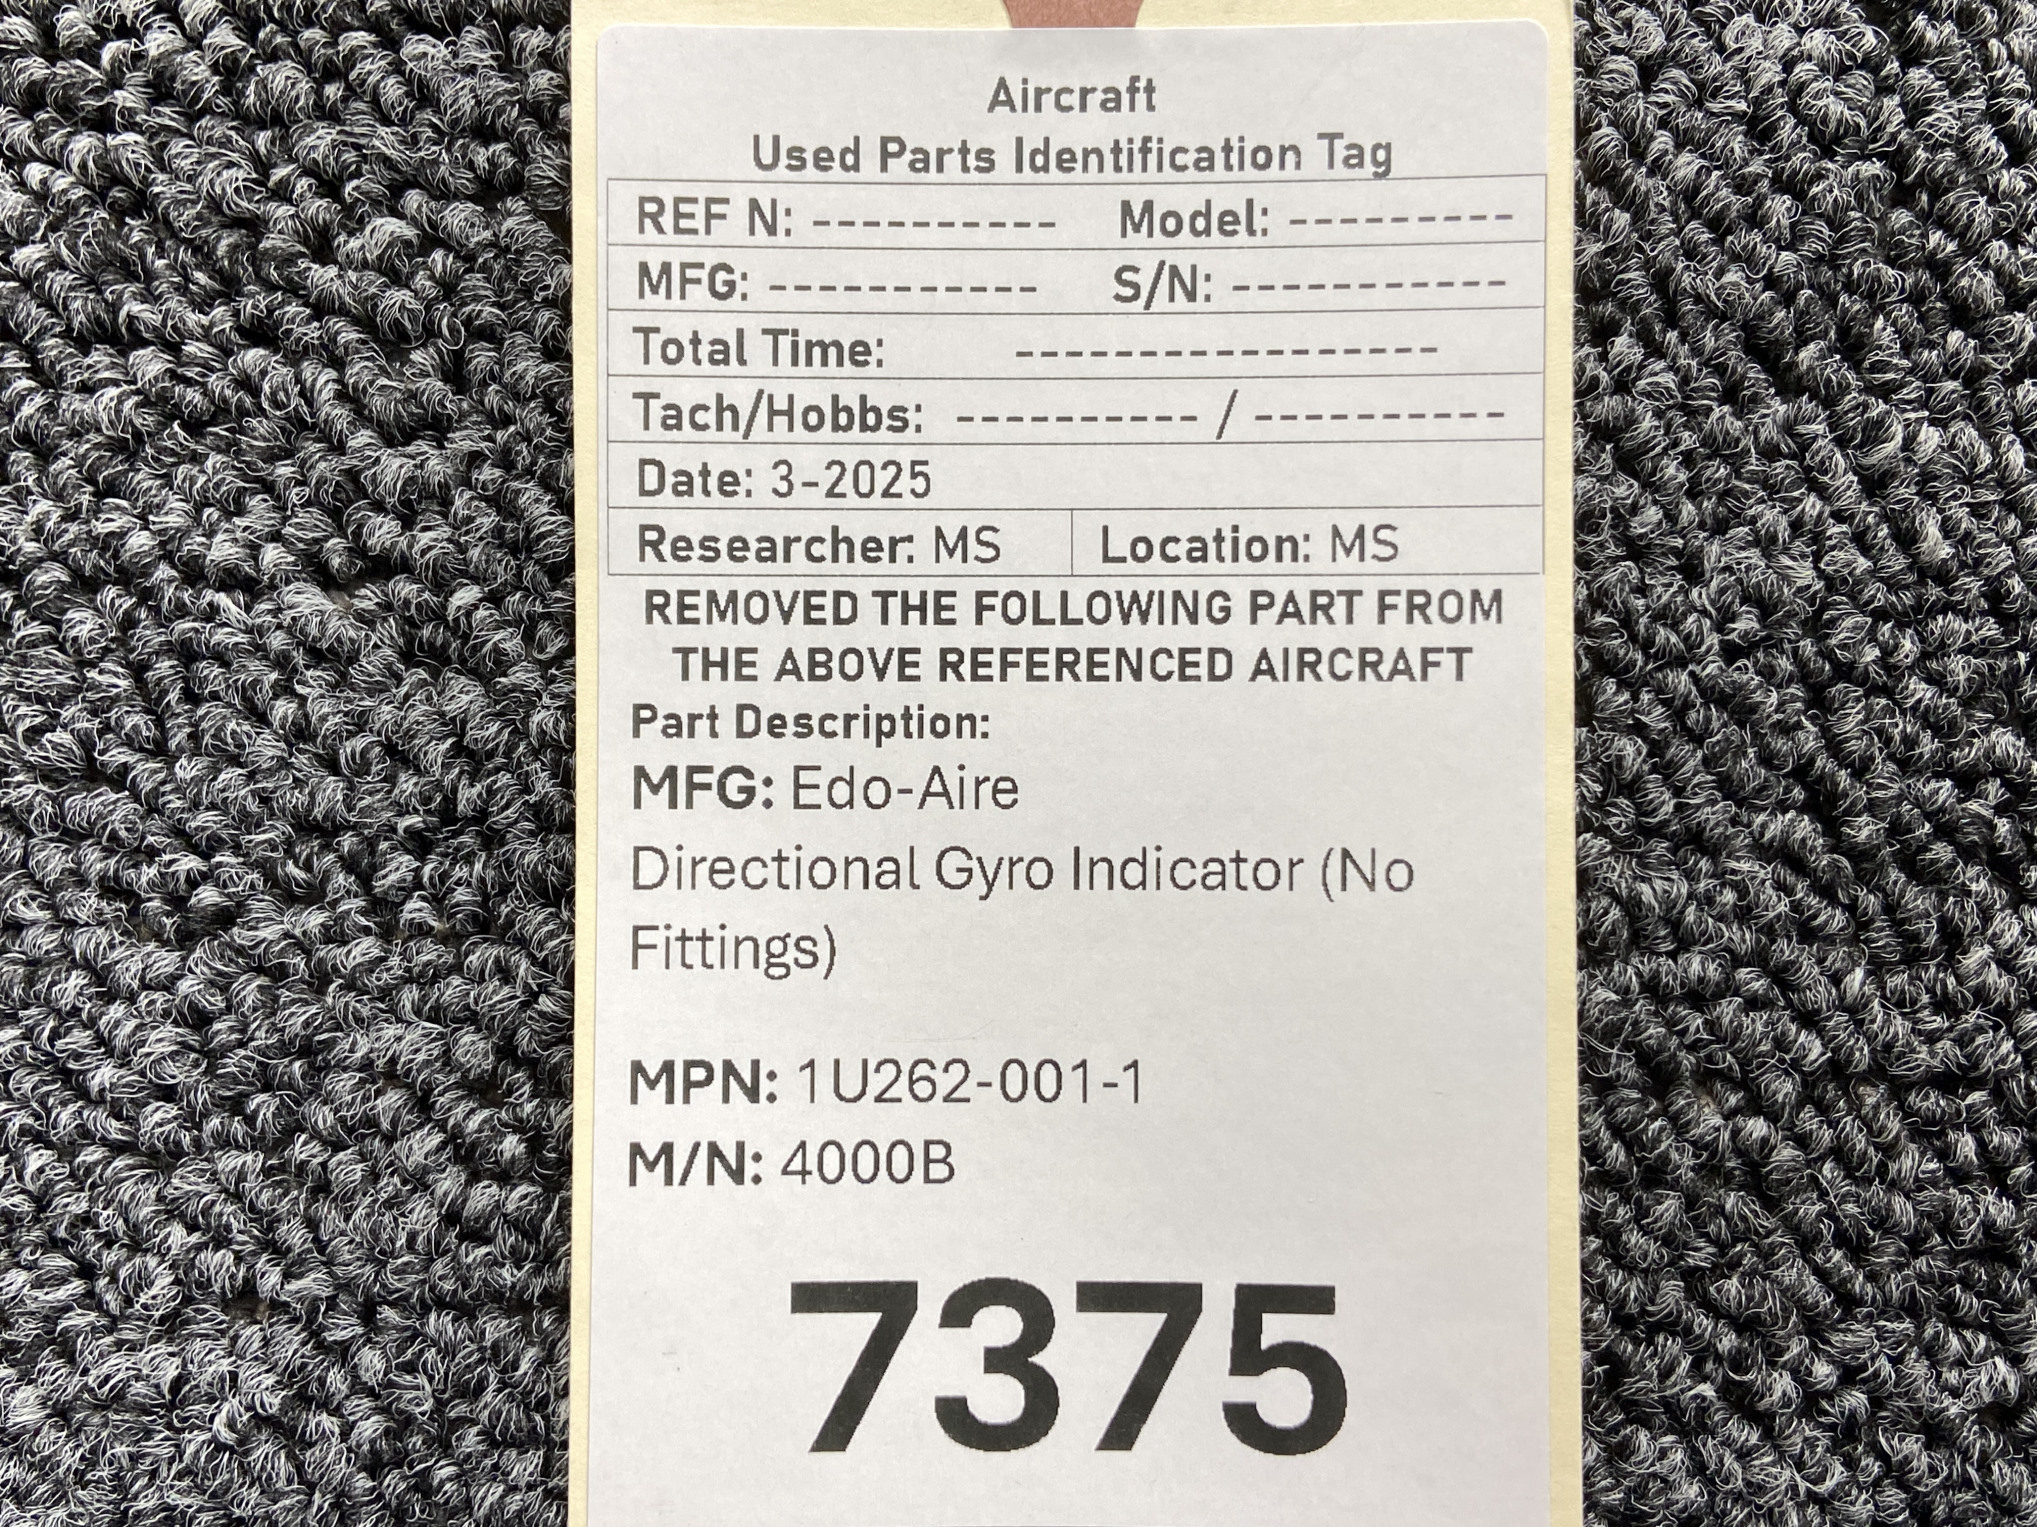 Aircraft
Used Parts Identification Tag
REF N: ---------- Model: ---------
MFG: ----------- S/N: -----------
Total Time: -----------------
Tach/Hobbs: ---------- / ----------
Date: 3-2025
Researcher: MS Location: MS
REMOVED THE FOLLOWING PART FROM
THE ABOVE REFERENCED AIRCRAFT
Part Description:
MFG: Edo-Aire
Directional Gyro Indicator (No
Fittings)
MPN: 1U262-001-1
M/N: 4000B
7375